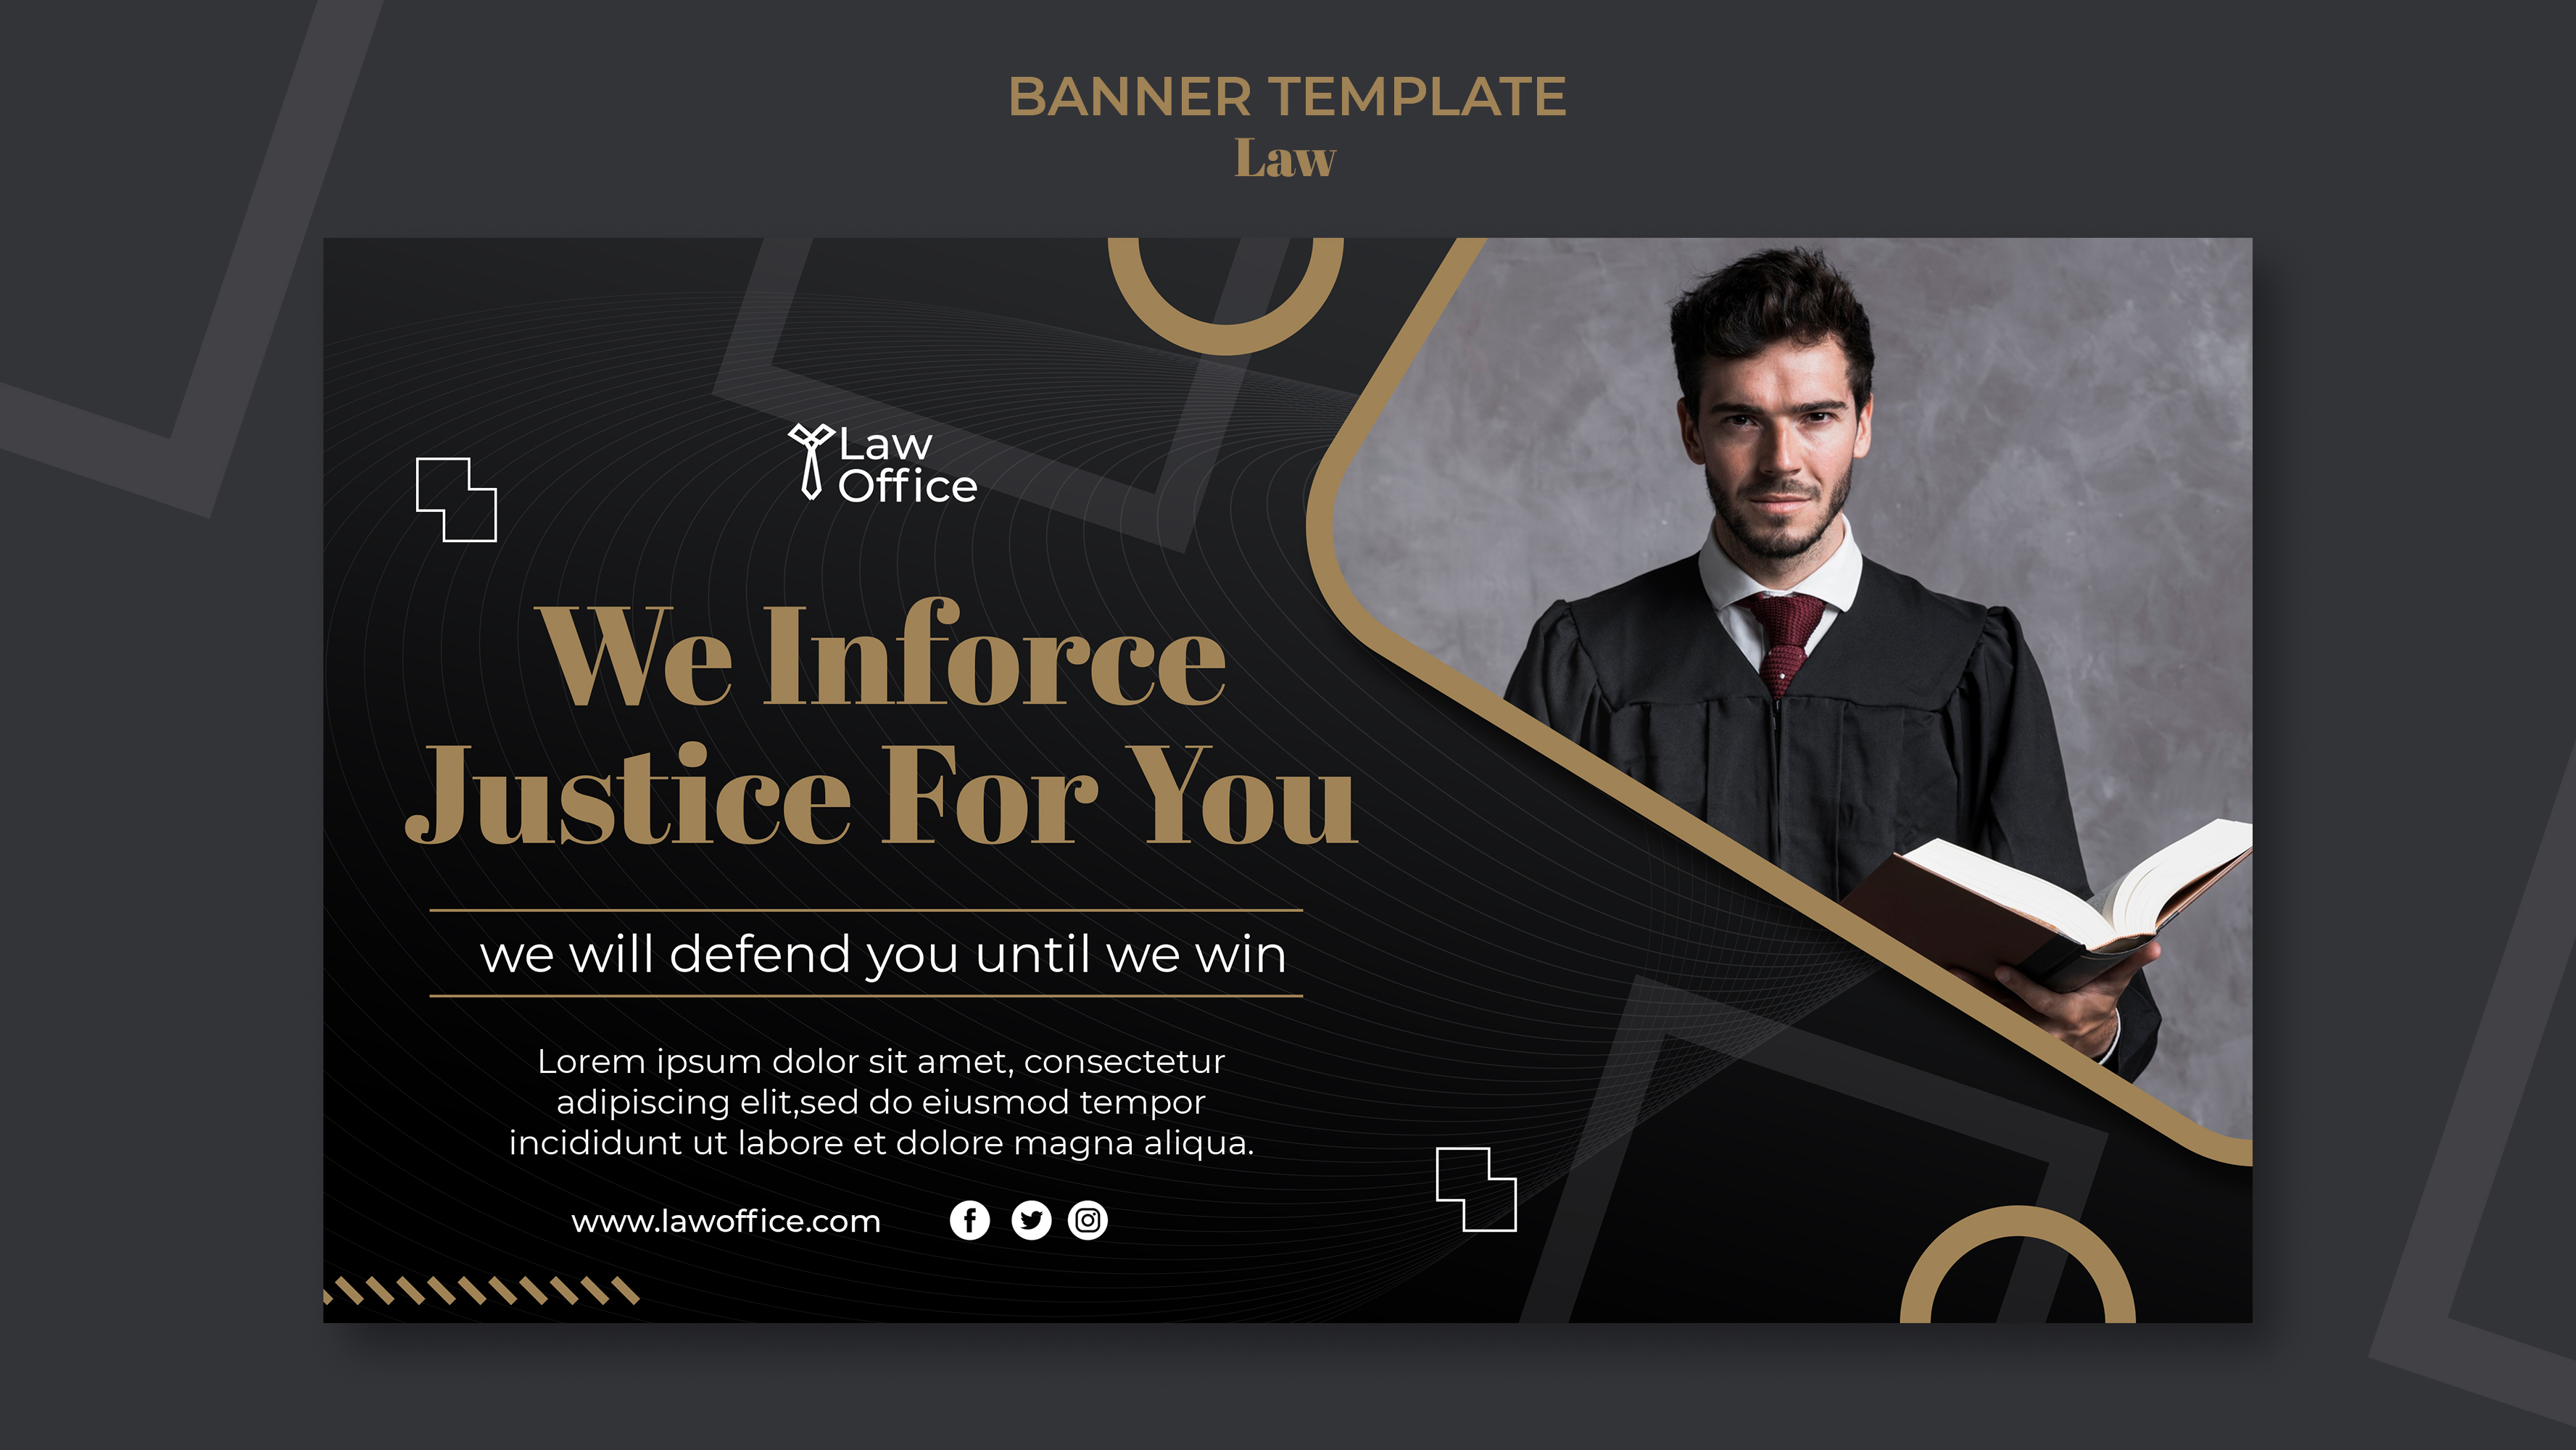 BANNER TEMPLATE
Law
Law
Office
We Inforce
Justice For You
we will defend you until we win
Lorem ipsum dolor sit amet, consectetur
adipiscing elit,sed do eiusmod tempor
incididunt ut labore et dolore magna aliqua.
www.lawoffice.com